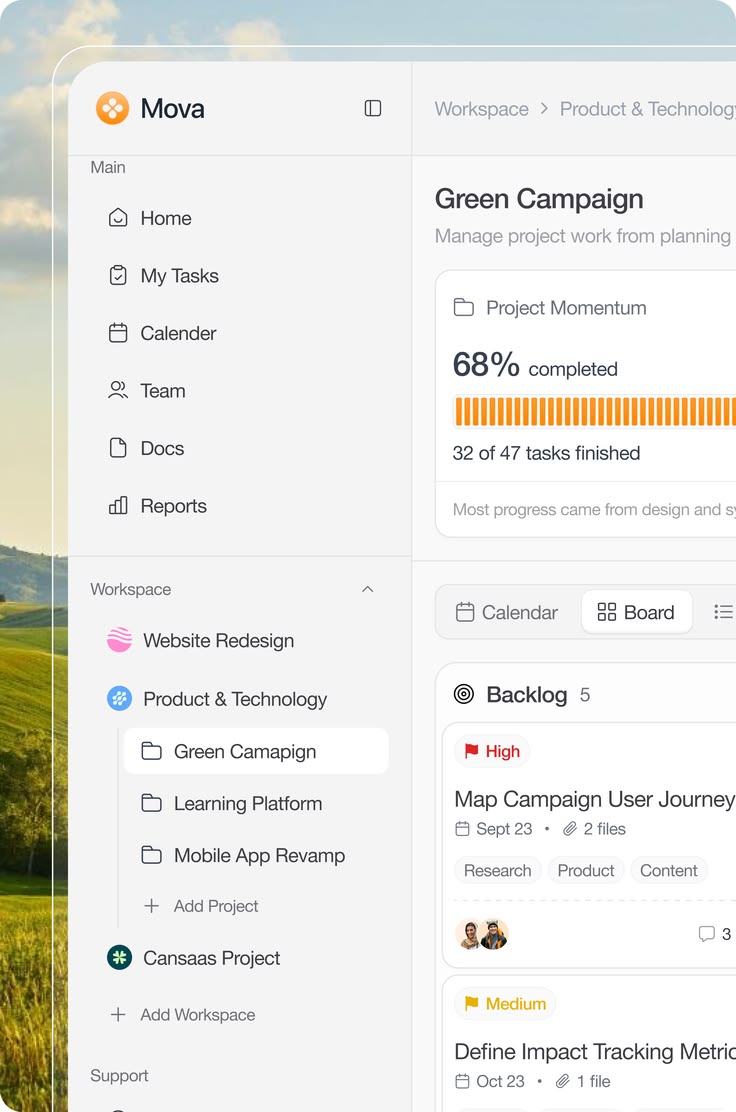 Mova
Main
Home
My Tasks
Calender
Team
Docs
Reports
Workspace
Website Redesign
Product & Technology
Green Camapign
Learning Platform
Mobile App Revamp
Add Project
Cansaas Project
Add Workspace
Support
Workspace > Product & Technology
Green Campaign
Manage project work from planning
Project Momentum
68% completed
32 of 47 tasks finished
Most progress came from design and sy
Calendar Board
Backlog 5
High
Map Campaign User Journey
Sept 23 • 2 files
Research Product Content
3
Medium
Define Impact Tracking Metric
Oct 23 • 1 file